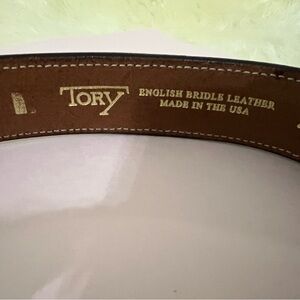 TORY
ENGLISH BRIDLE LEATHER
MADE IN THE USA